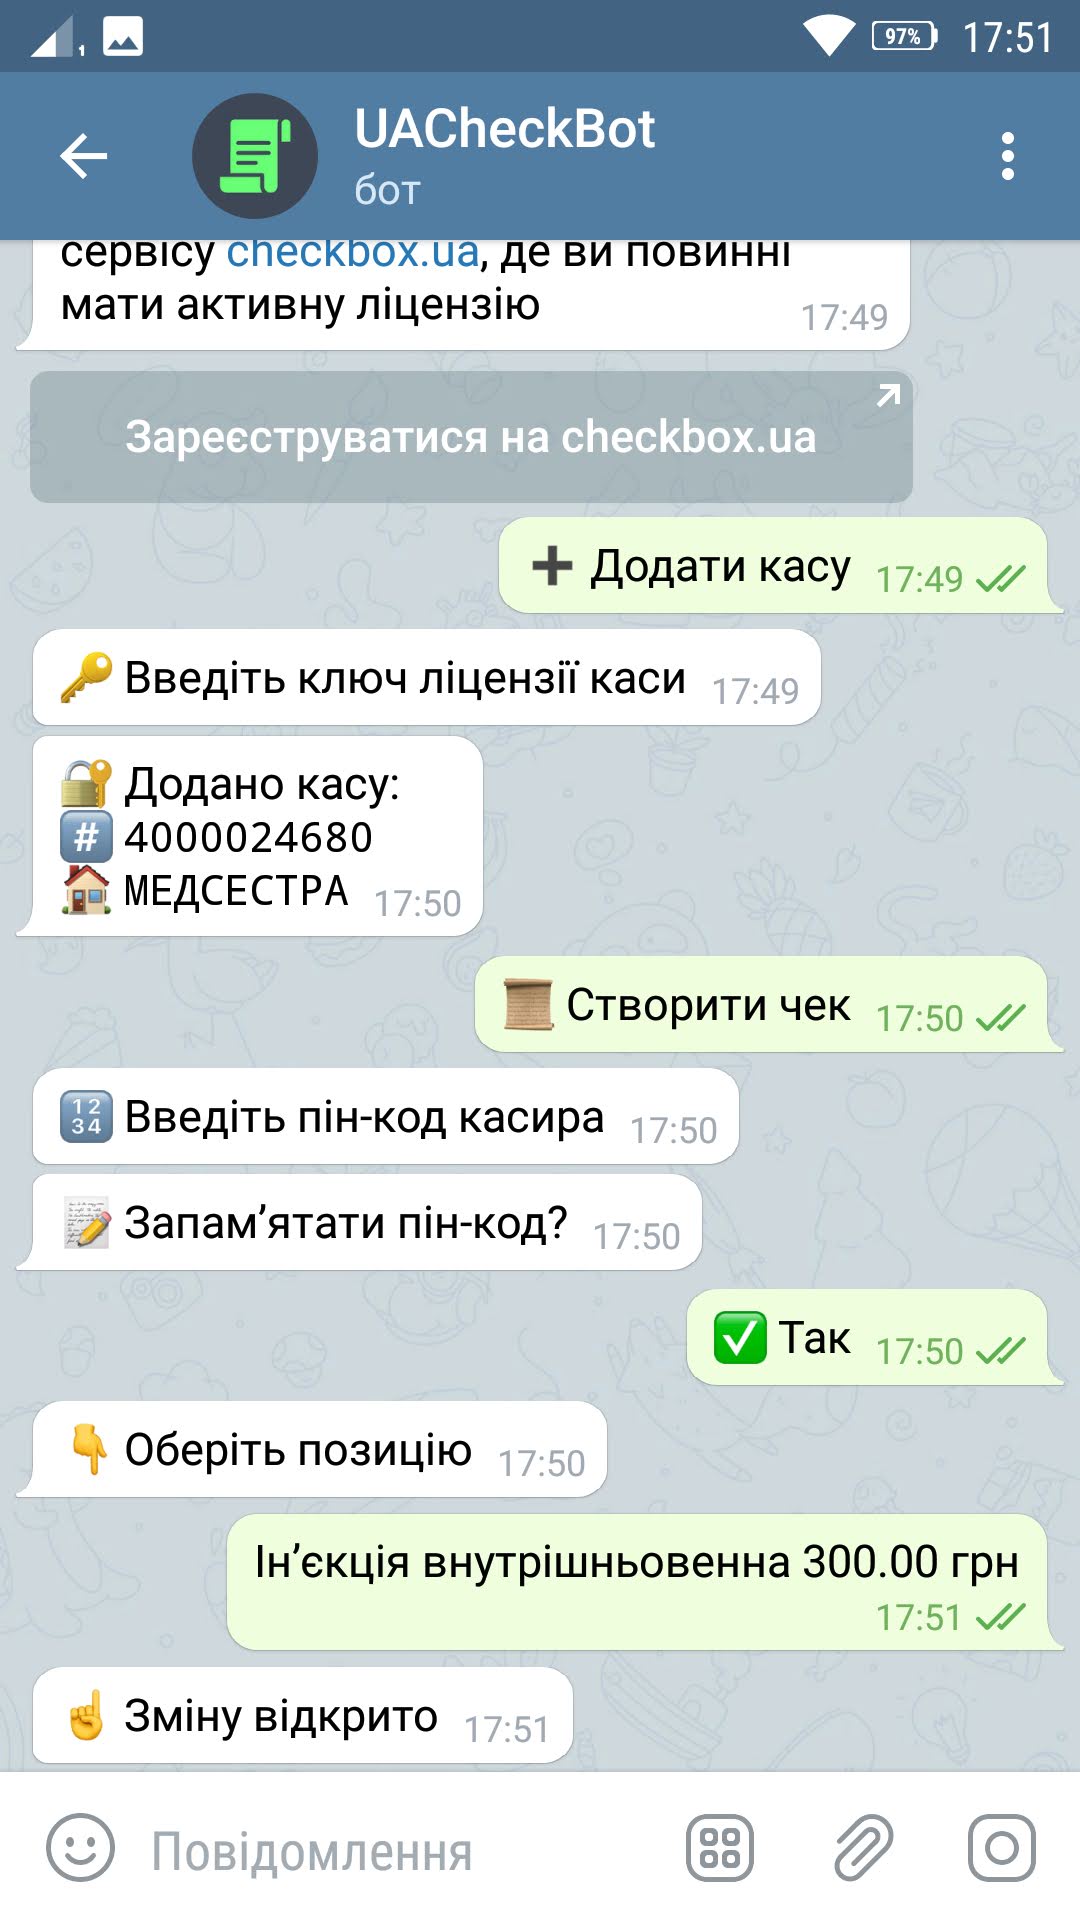 1
97%
17:51
UACheckBot
бот
сервісу checkbox.ua, де ви повинні
мати активну ліцензію
17:49
Зареєструватися на checkbox.ua
Додати касу 17:49
Введіть ключ ліцензії каси 17:49
Додано касу:
# 4000024680
МЕДСЕСТРА 17:50
Створити чек 17:50
1234 Введіть пін-код касира 17:50
Запам’ятати пін-код? 17:50
Так 17:50
Оберіть позицію 17:50
Ін’єкція внутрішньовенна 300.00 грн
17:51
Зміну відкрито 17:51
Повідомлення